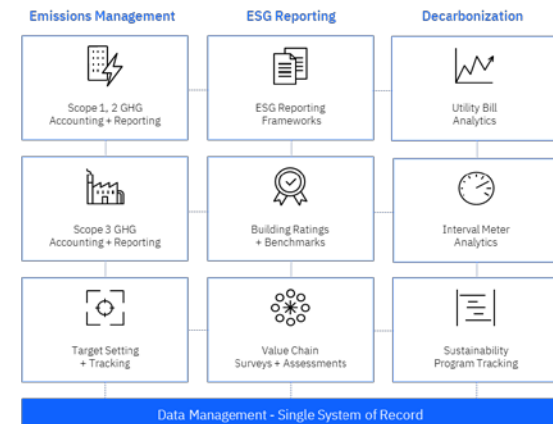 Emissions Management
ESG Reporting
Decarbonization
Scope 1, 2 GHG
Accounting + Reporting
ESG Reporting
Frameworks
Utility Bill
Analytics
Scope 3 GHG
Accounting + Reporting
Building Ratings
+ Benchmarks
Interval Meter
Analytics
Target Setting
+ Tracking
Value Chain
Surveys + Assessments
Sustainability
Program Tracking
Data Management - Single System of Record